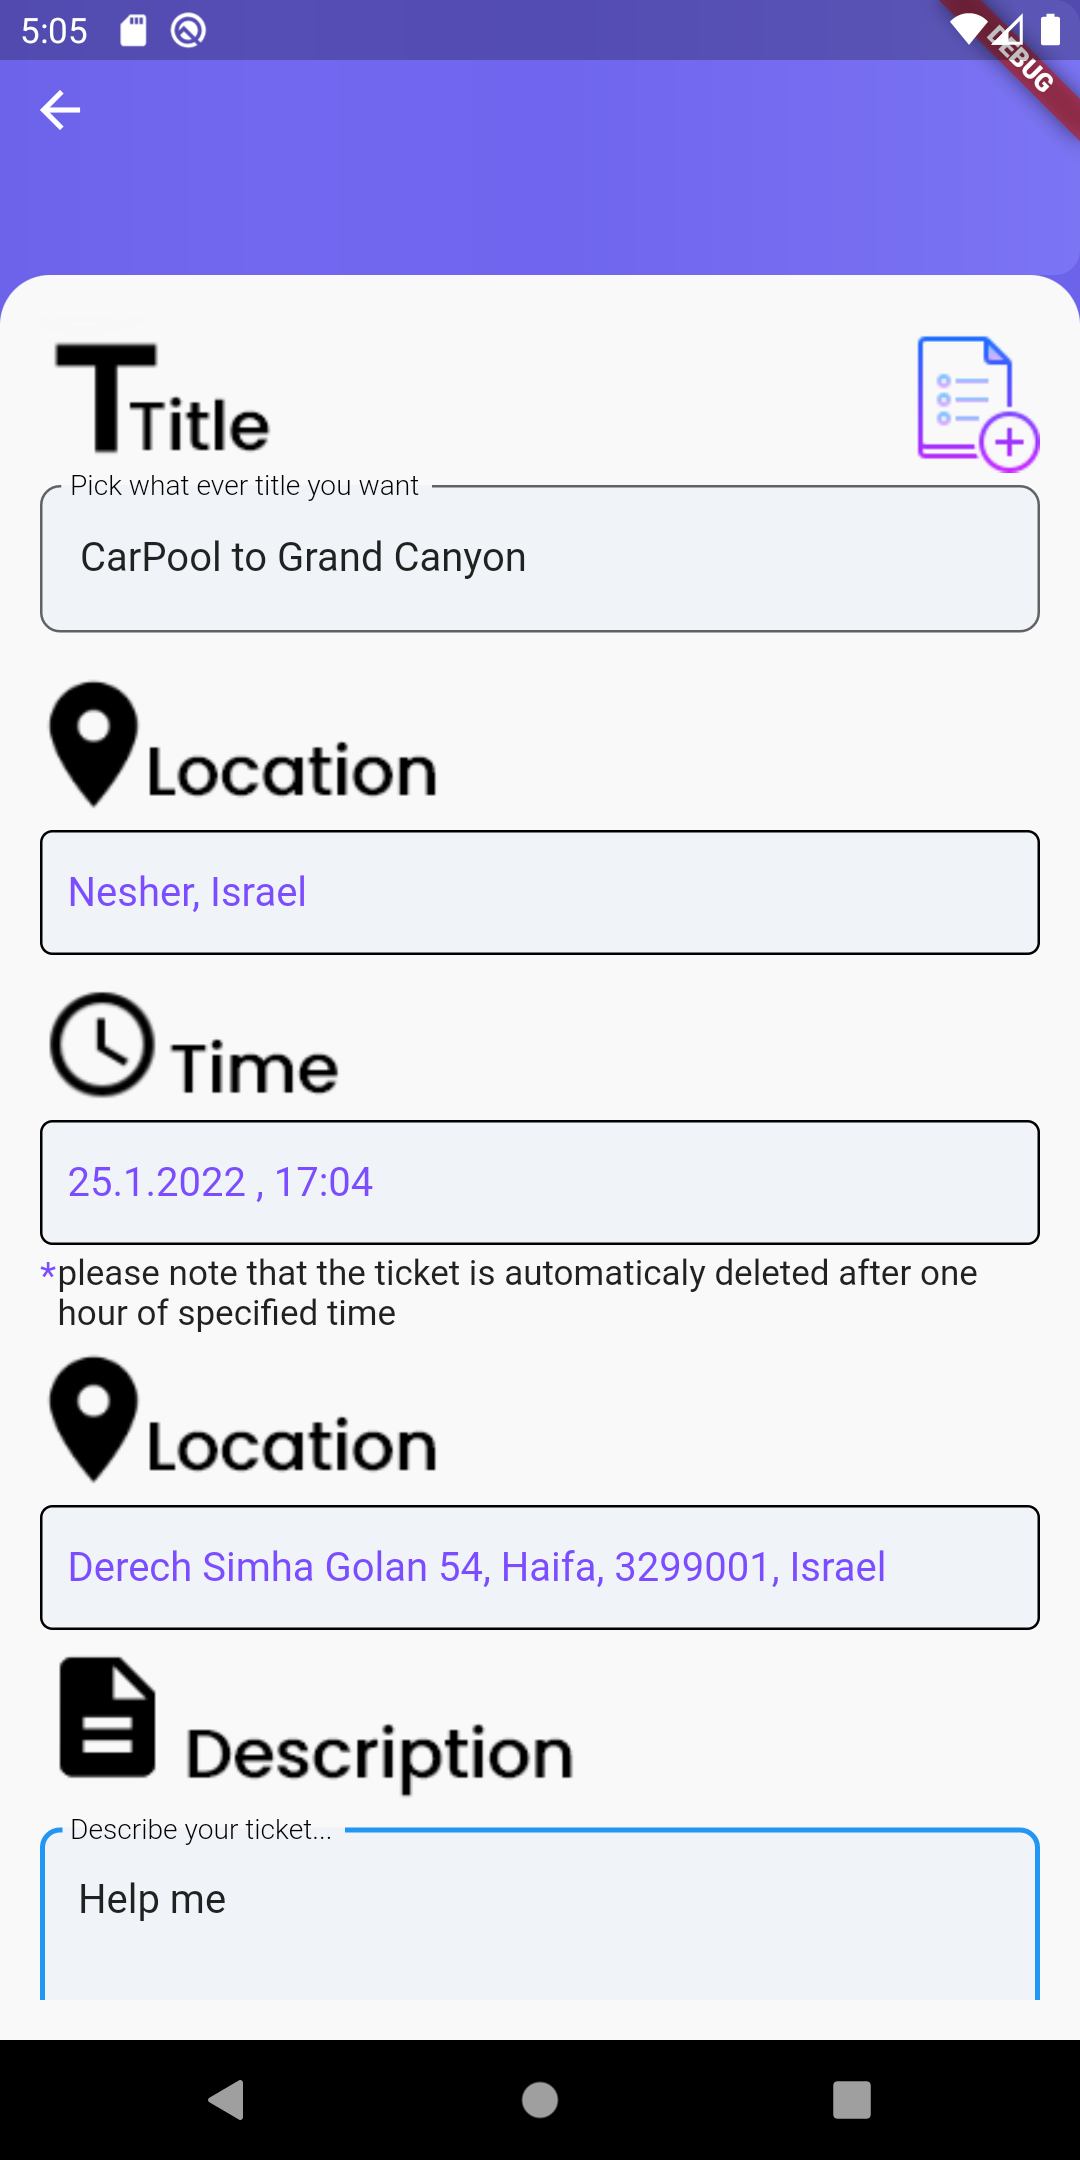 5:05
DEBUG
Title
Pick what ever title you want
CarPool to Grand Canyon
Location
Nesher, Israel
Time
25.1.2022 , 17:04
*please note that the ticket is automaticaly deleted after one
hour of specified time
Location
Derech Simha Golan 54, Haifa, 3299001, Israel
Description
Describe your ticket...
Help me